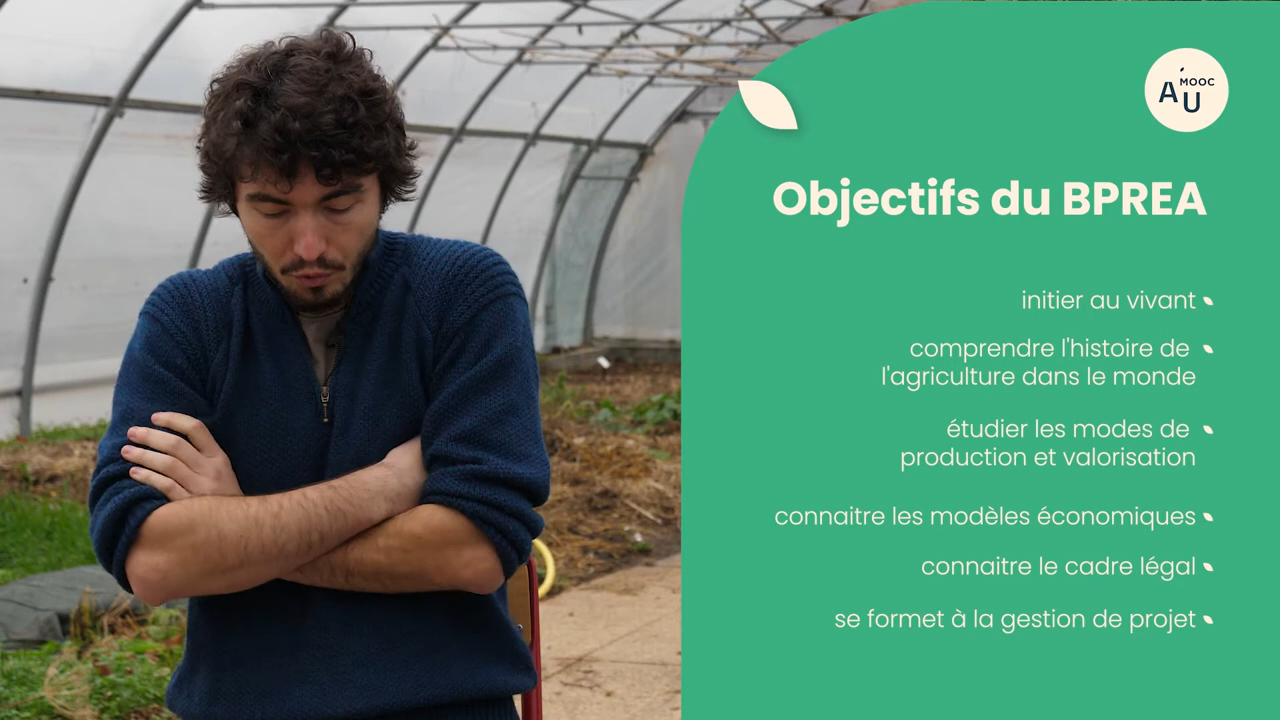 MOOC
AU
Objectifs du BPREA
initier au vivant
comprendre l'histoire de
l'agriculture dans le monde
étudier les modes de
production et valorisation
connaitre les modèles économiques
connaitre le cadre légal
se formet à la gestion de projet